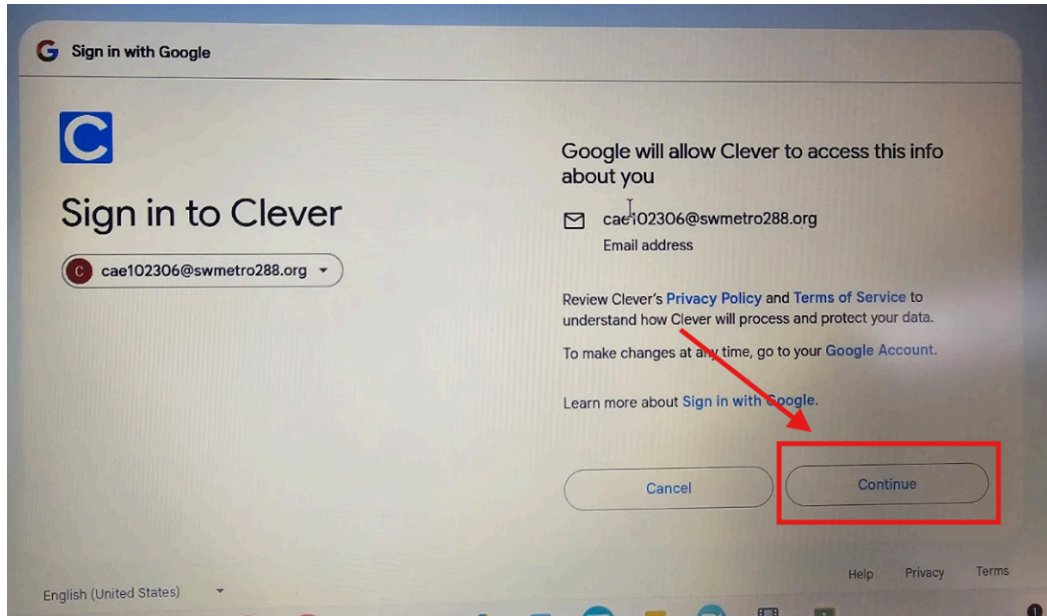 Sign in with Google
C
Sign in to Clever
C cae102306@swmetro288.org
Google will allow Clever to access this info
about you
cae102306@swmetro288.org
Email address
Review Clever's Privacy Policy and Terms of Service to
understand how Clever will process and protect your data.
To make changes at any time, go to your Google Account.
Learn more about Sign in with Google.
Cancel
Continue
English (United States)
Help Privacy Terms
1